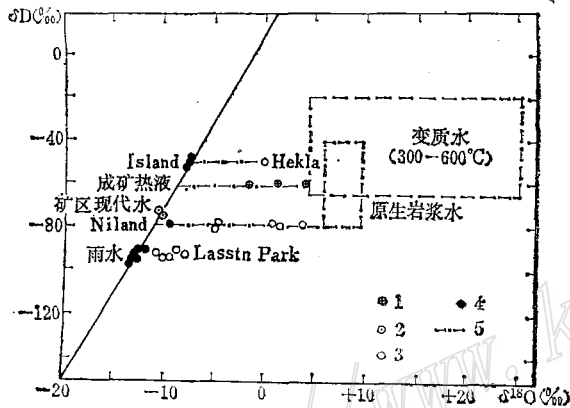 δD(‰)
0
-40
-80
-120
变质水
(300-600℃)
Island
Hekla
成矿热液
矿区现代水
原生岩浆水
Niland
雨水
Lasstn Park
1
4
2
5
3
-20
-10
0
+10
+20
δ18O(‰)
www.k